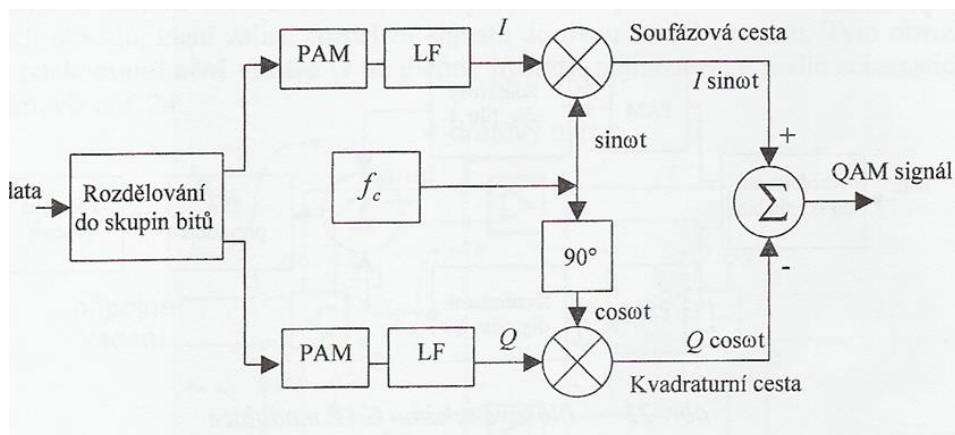 PAM
LF
I
Soufázová cesta
I sinωt
sinωt
+
data
Rozdělování
do skupin bitů
f_c
QAM signál
Σ
90°
-
cosωt
PAM
LF
Q
Q cosωt
Kvadraturní cesta